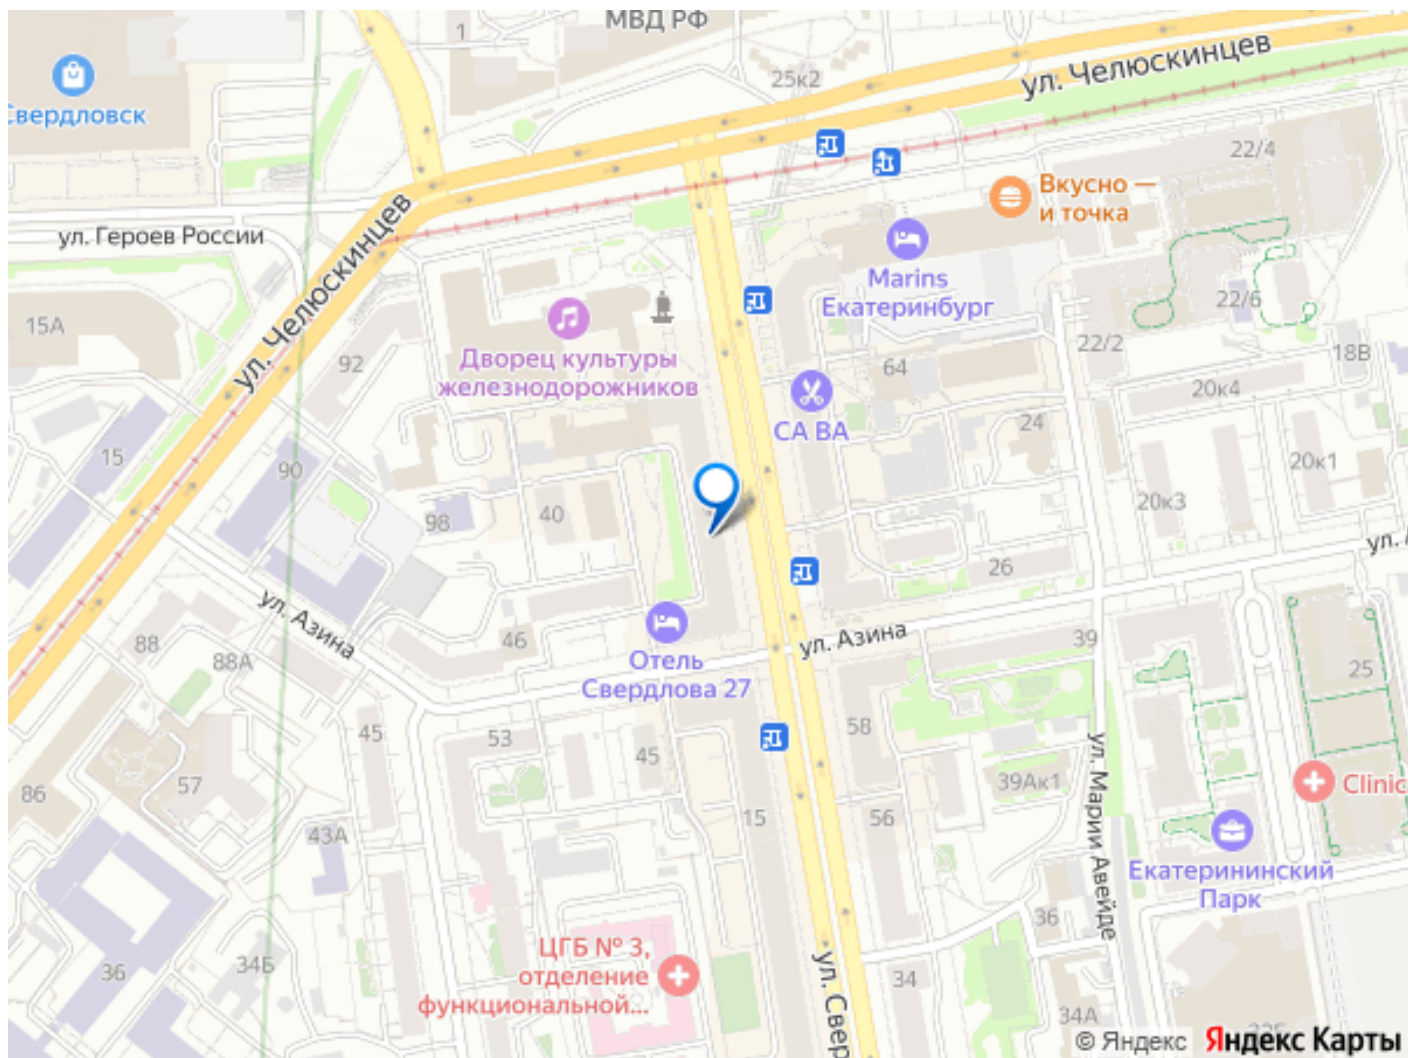 МВД РФ
1
25к2
ул. Челюскинцев
Свердловск
22/4
Вкусно —
и точка
ул. Героев России
ул. Челюскинцев
Marins
Екатеринбург
22/6
15А
92
Дворец культуры
железнодорожников
22/2
18В
64
20к4
СА ВА
24
15
90
20к1
20к3
98
40
ул. Азина
26
46
88
88А
ул. Азина
39
Отель
Свердлова 27
25
45
53
45
58
ул. Марии Авейде
86
57
39Ак1
Clinic
15
56
43А
Екатерининский
Парк
36
ЦГБ № 3,
отделение
функциональной...
34Б
36
34
ул. Свер
34А
© Яндекс Яндекс Карты